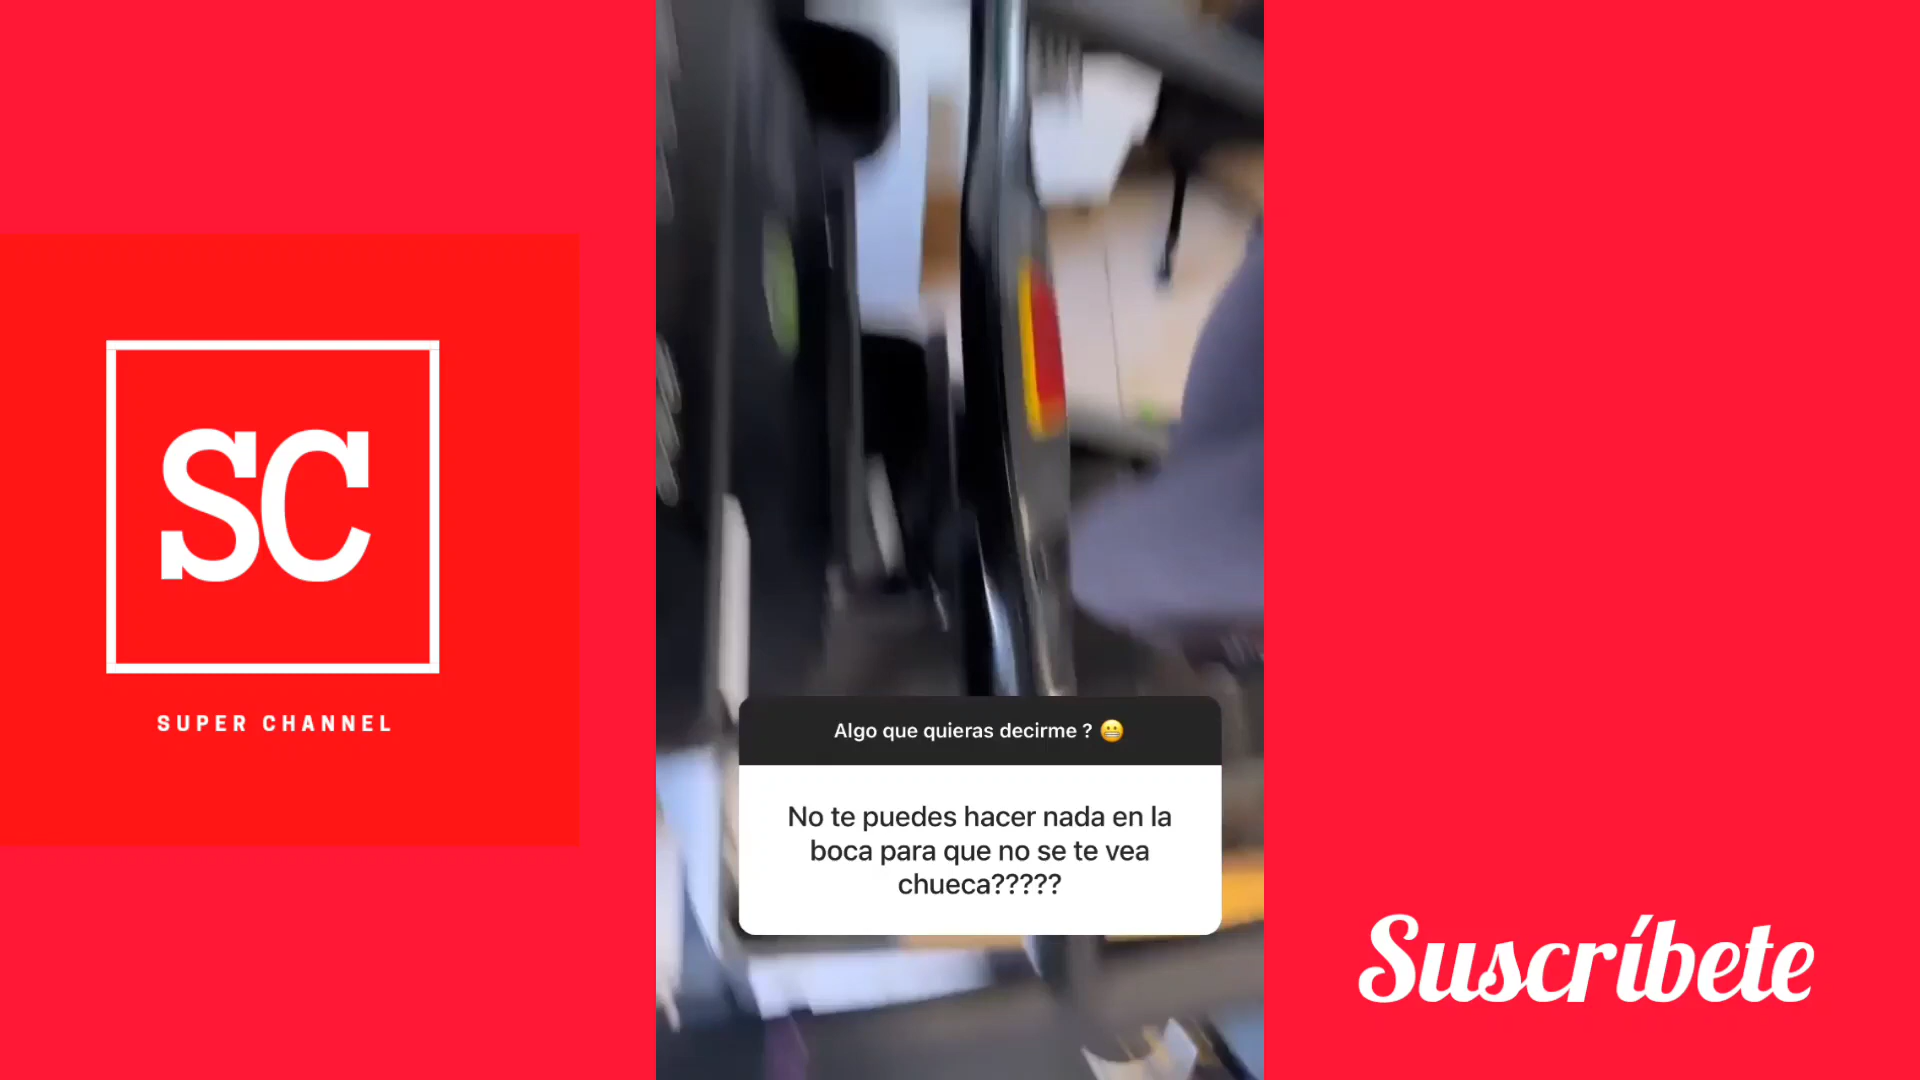 SC
SUPER CHANNEL
Algo que quieras decirme ? 😬
No te puedes hacer nada en la
boca para que no se te vea
chueca?????
Suscríbete